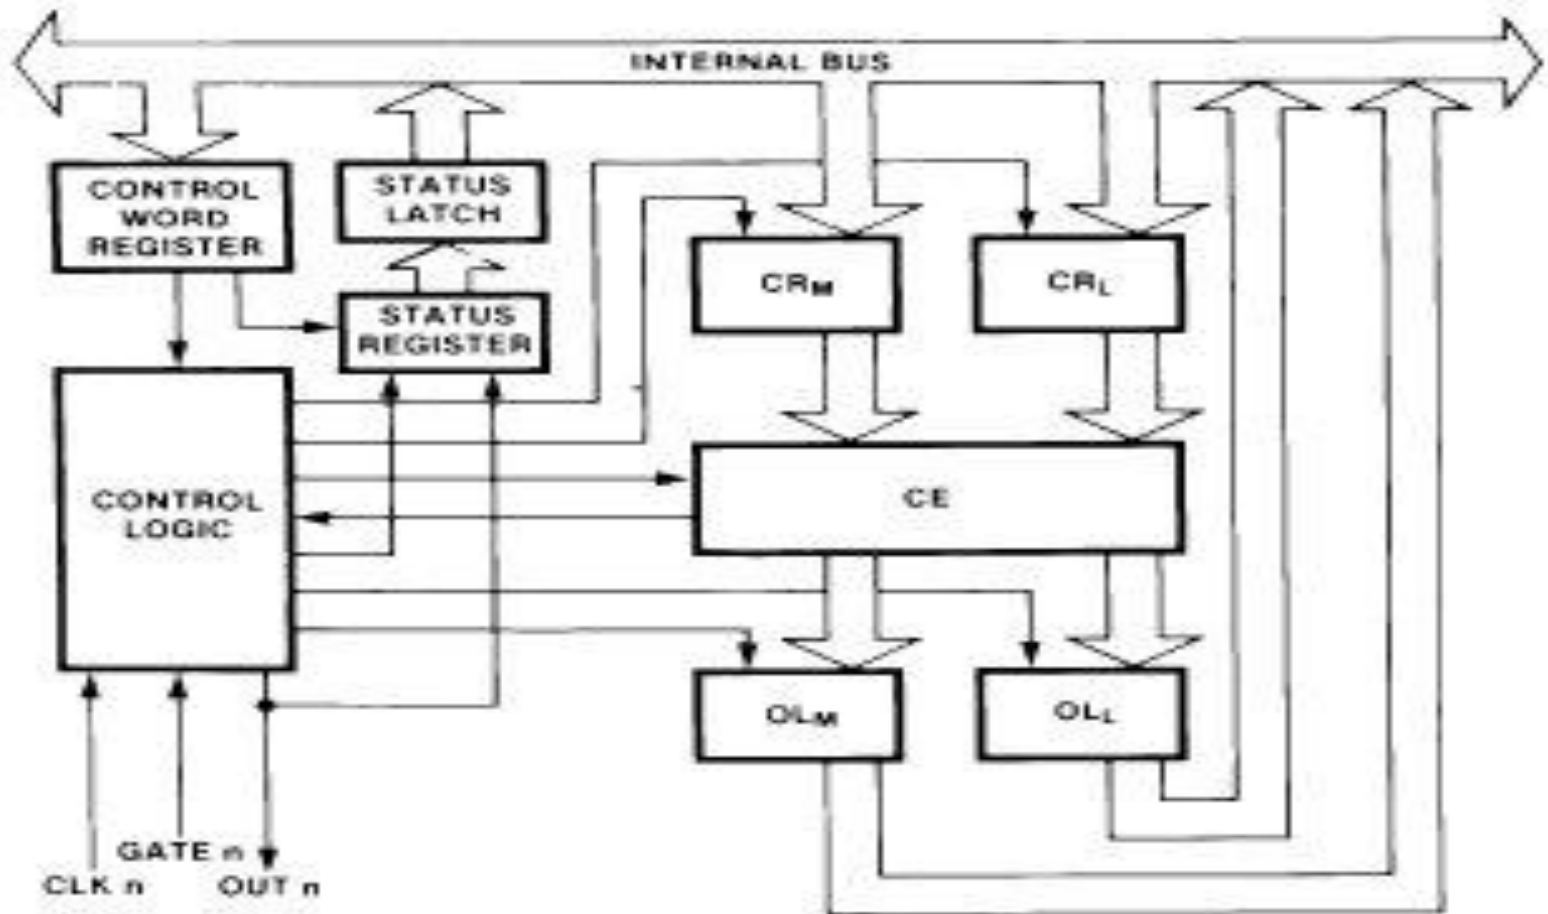 INTERNAL BUS
CONTROL
WORD
REGISTER
STATUS
LATCH
STATUS
REGISTER
CRM
CRL
CONTROL
LOGIC
CE
OLM
OLL
GATE n
CLK n
OUT n